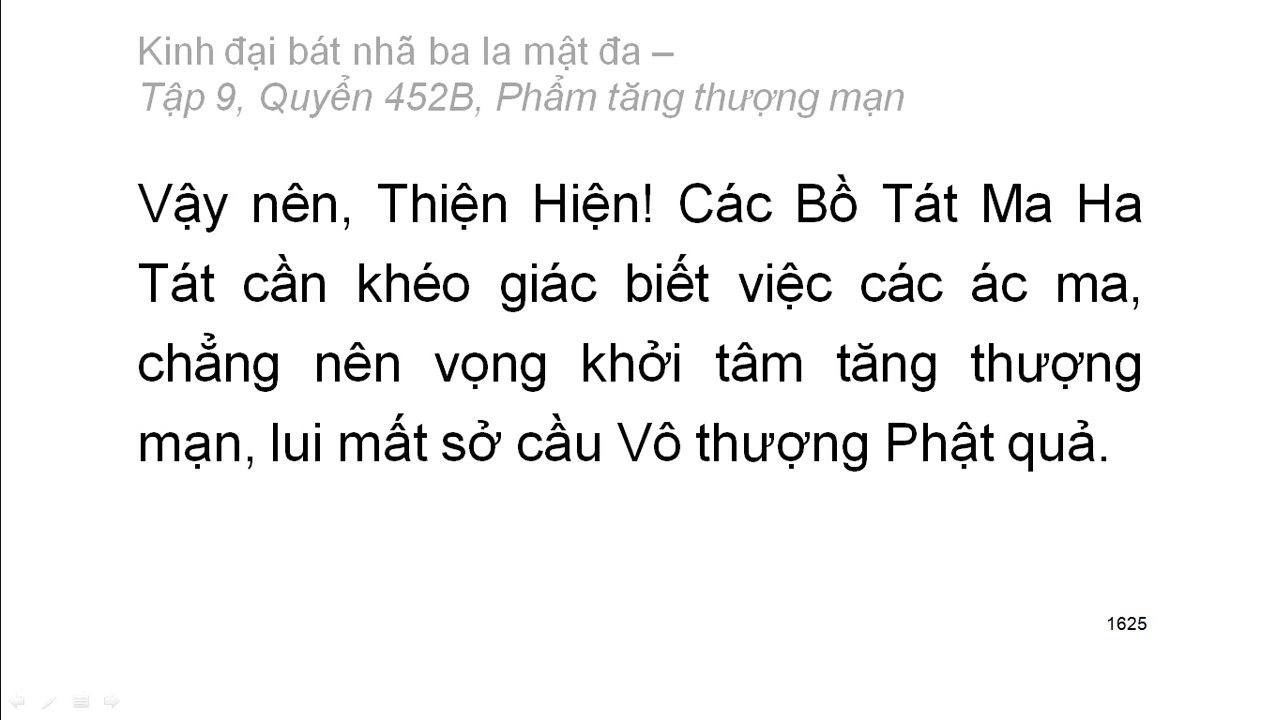 Kinh đại bát nhã ba la mật đa –
Tập 9, Quyển 452B, Phẩm tăng thượng mạn
Vậy nên, Thiện Hiện! Các Bồ Tát Ma Ha
Tát cần khéo giác biết việc các ác ma,
chẳng nên vọng khởi tâm tăng thượng
mạn, lui mất sở cầu Vô thượng Phật quả.
1625